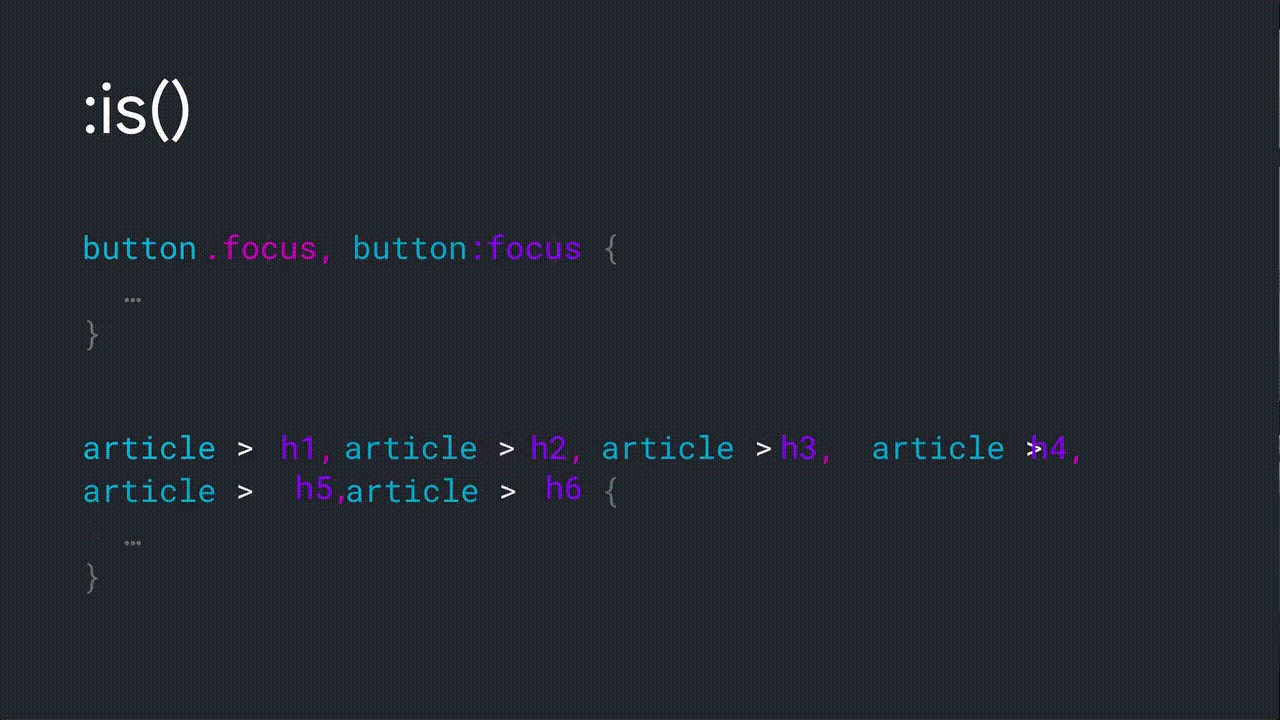 :is()
button.focus, button:focus {
…
}
article > h1, article > h2, article > h3, article > h4,
article > h5,article > h6 {
…
}